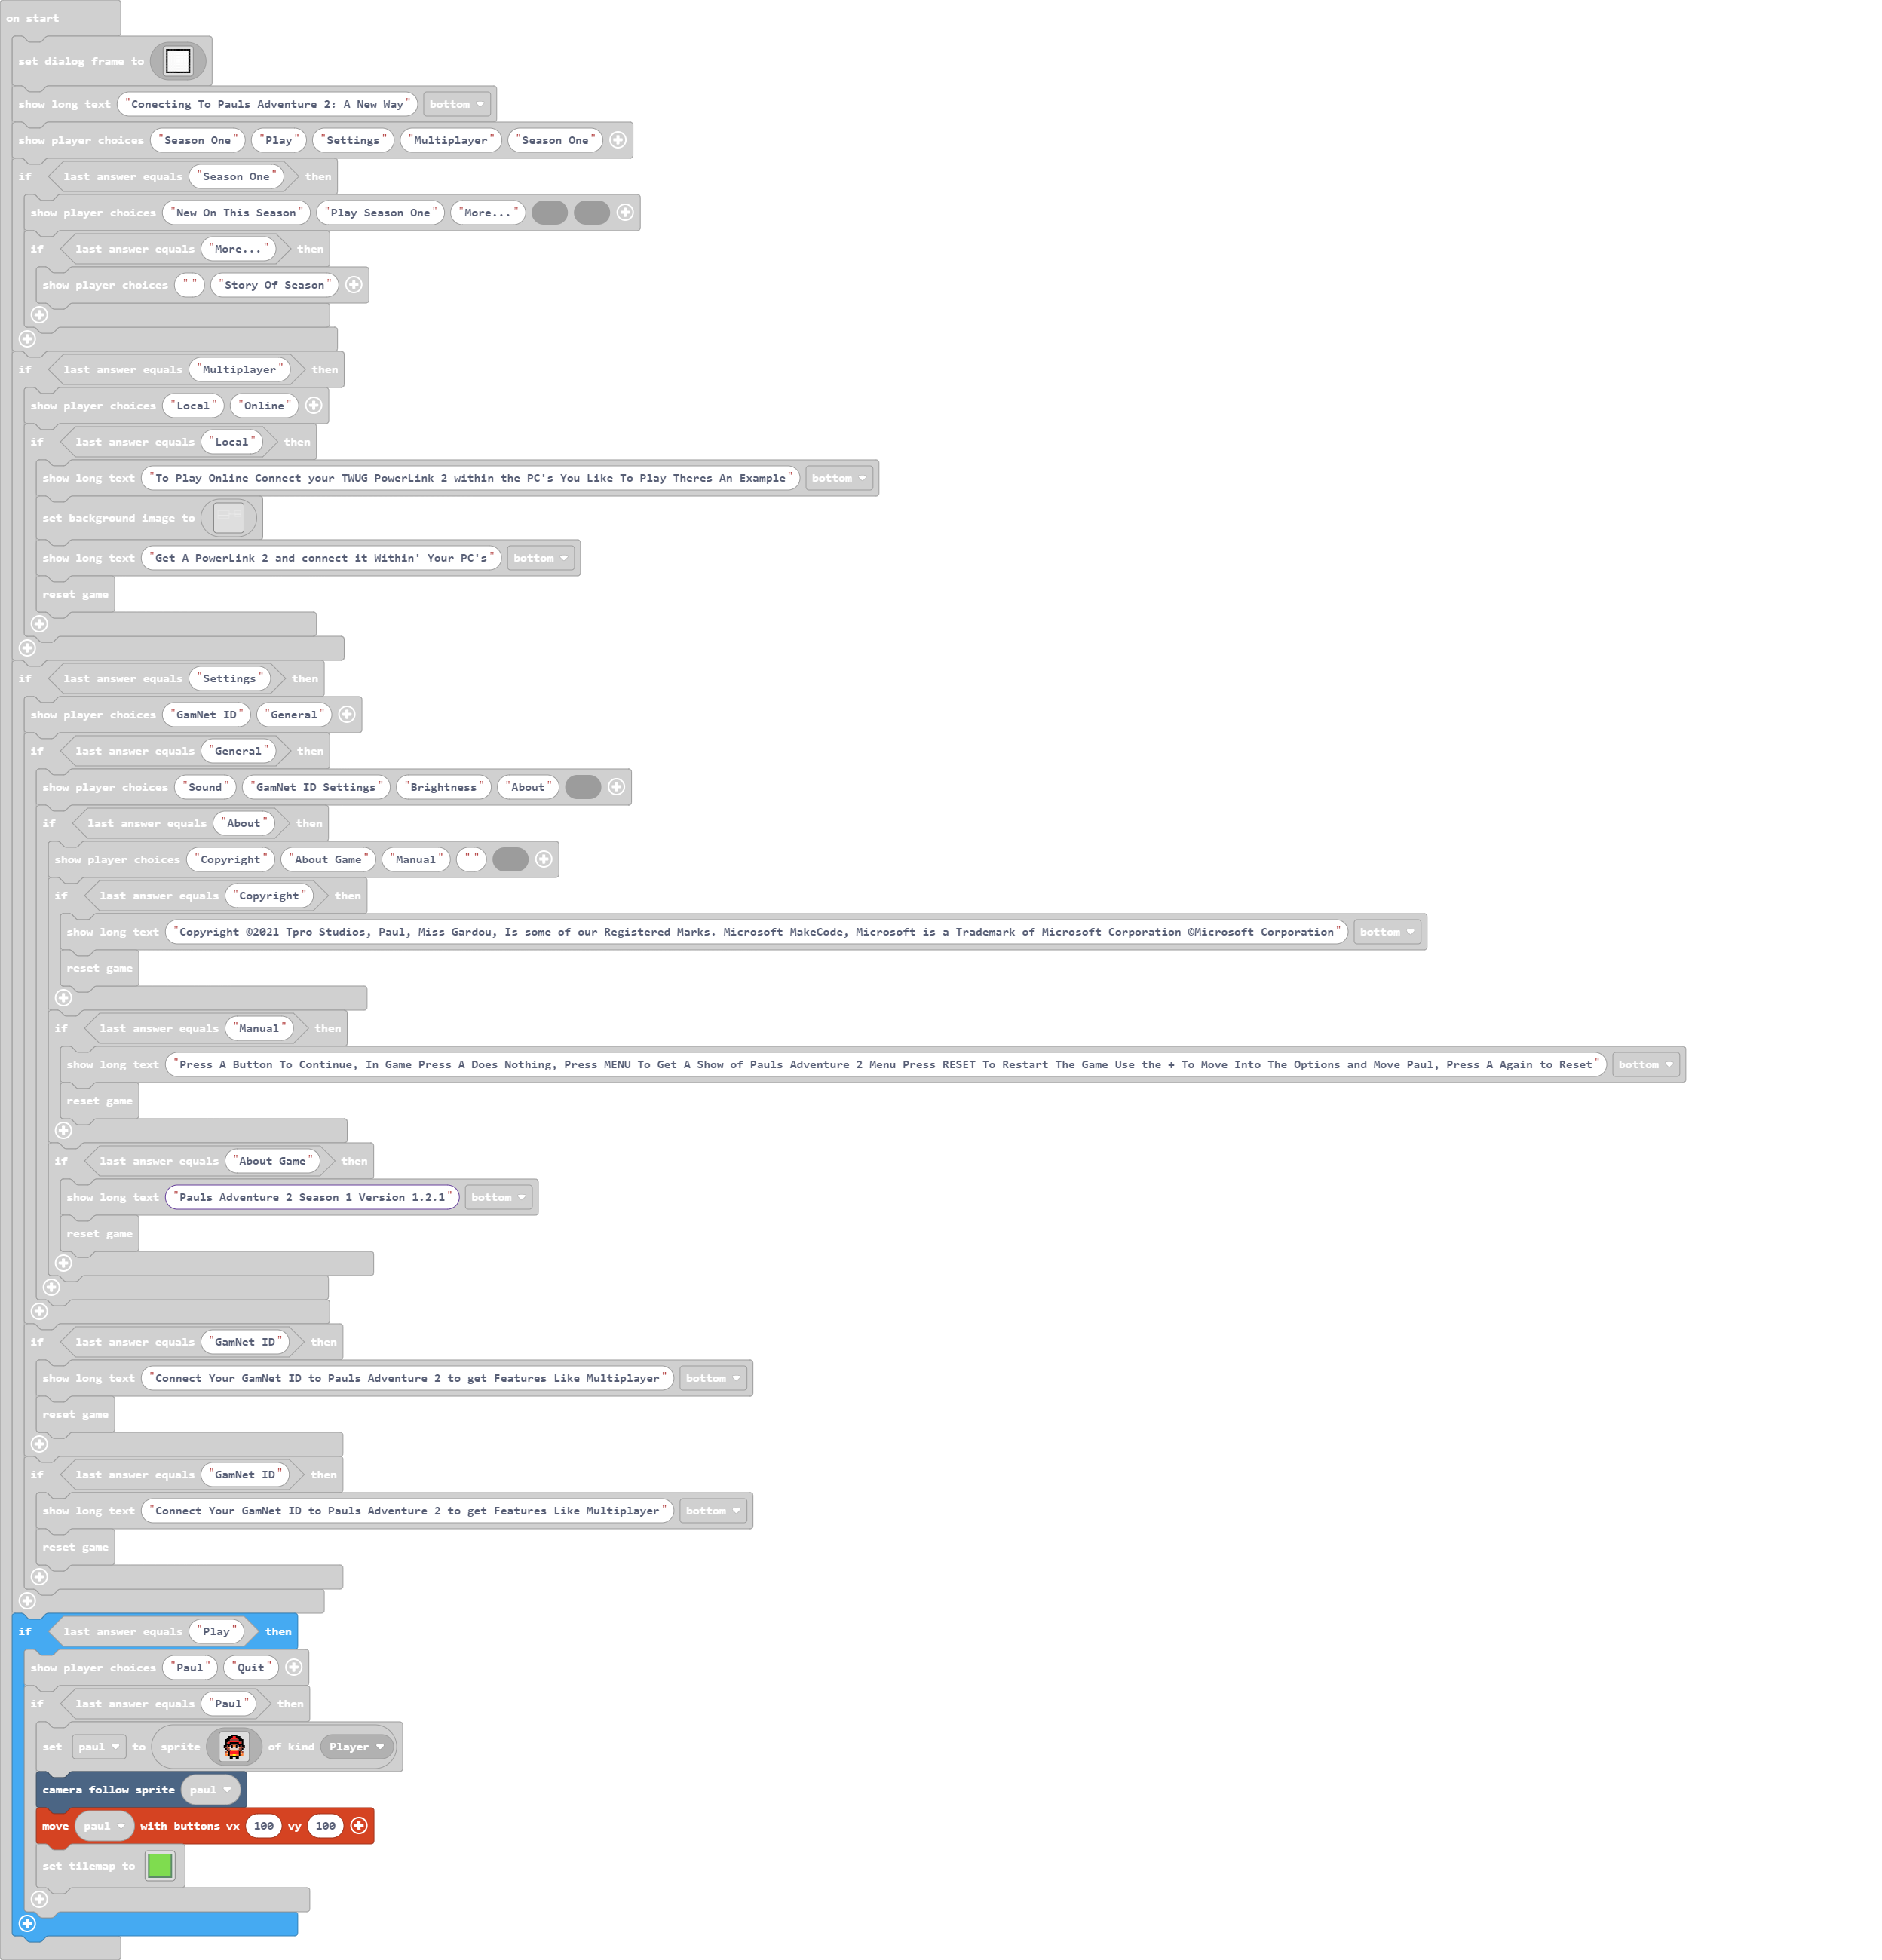 on start
set dialog frame to
show long text "Conecting To Pauls Adventure 2: A New Way" bottom
show player choices "Season One" "Play" "Settings" "Multiplayer" "Season One"
if last answer equals "Season One" then
show player choices "New On This Season" "Play Season One" "More..."
if last answer equals "More..." then
show player choices " " "Story Of Season"
if last answer equals "Multiplayer" then
show player choices "Local" "Online"
if last answer equals "Local" then
show long text "To Play Online Connect your TWUG PowerLink 2 within the PC's You Like To Play Theres An Example" bottom
set background image to
show long text "Get A PowerLink 2 and connect it Within' Your PC's" bottom
reset game
if last answer equals "Settings" then
show player choices "GamNet ID" "General"
if last answer equals "General" then
show player choices "Sound" "GamNet ID Settings" "Brightness" "About"
if last answer equals "About" then
show player choices "Copyright" "About Game" "Manual" " "
if last answer equals "Copyright" then
show long text "Copyright ©2021 Tpro Studios, Paul, Miss Gardou, Is some of our Registered Marks. Microsoft MakeCode, Microsoft is a Trademark of Microsoft Corporation ©Microsoft Corporation" bottom
reset game
if last answer equals "Manual" then
show long text "Press A Button To Continue, In Game Press A Does Nothing, Press MENU To Get A Show of Pauls Adventure 2 Menu Press RESET To Restart The Game Use the + To Move Into The Options and Move Paul, Press A Again to Reset" bottom
reset game
if last answer equals "About Game" then
show long text "Pauls Adventure 2 Season 1 Version 1.2.1" bottom
reset game
if last answer equals "GamNet ID" then
show long text "Connect Your GamNet ID to Pauls Adventure 2 to get Features Like Multiplayer" bottom
reset game
if last answer equals "GamNet ID" then
show long text "Connect Your GamNet ID to Pauls Adventure 2 to get Features Like Multiplayer" bottom
reset game
if last answer equals "Play" then
show player choices "Paul" "Quit"
if last answer equals "Paul" then
set paul to sprite of kind Player
camera follow sprite paul
move paul with buttons vx 100 vy 100
set tilemap to